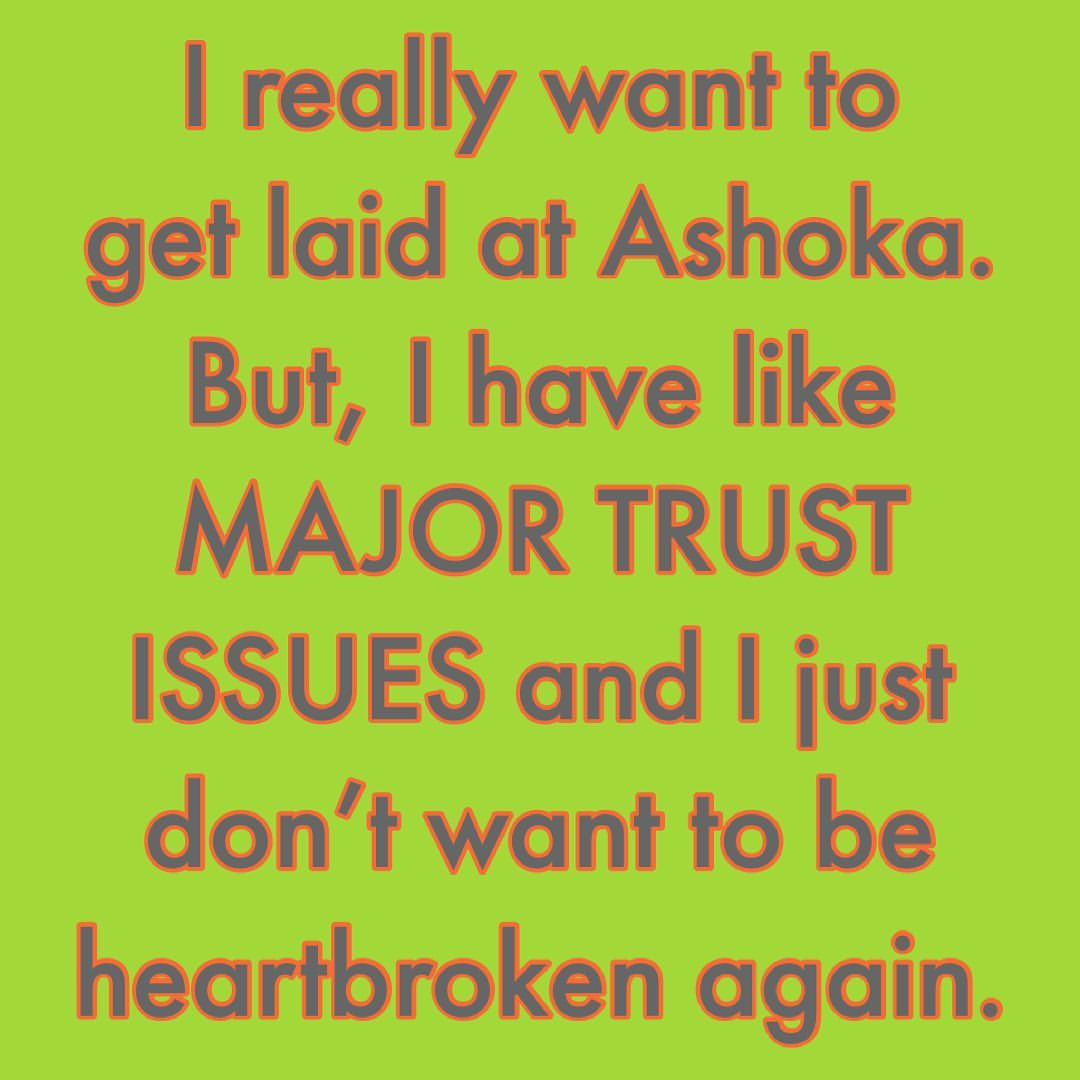 I really want to
get laid at Ashoka.
But, I have like
MAJOR TRUST
ISSUES and I just
don’t want to be
heartbroken again.